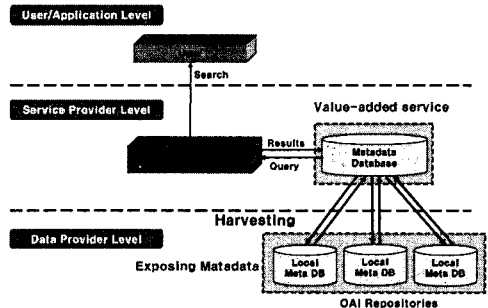 User/Application Level
Search
Service Provider Level
Value-added service
Results
Query
Metadata
Database
Harvesting
Data Provider Level
Exposing Matadata
Local
Meta DB
Local
Meta DB
Local
Meta DB
OAI Repositories